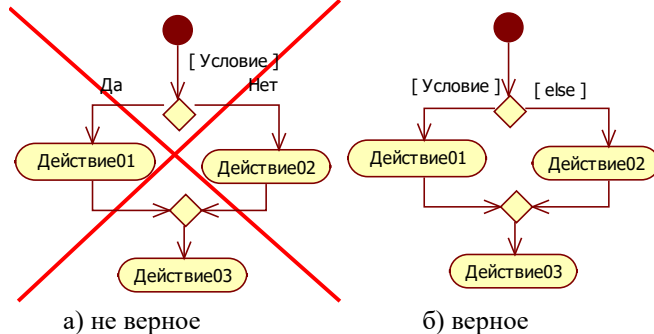 [ Условие ]
Да
Нет
Действие01
Действие02
Действие03
а) не верное
[ Условие ]
[ else ]
Действие01
Действие02
Действие03
б) верное